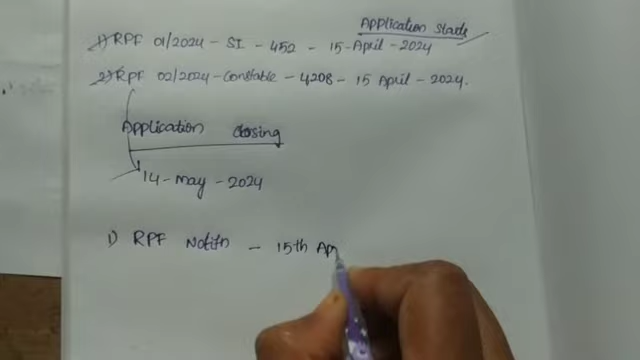 Application Starts
1) RPF 01/2024 - SI - 452 - 15-April-2024
2) RPF 02/2024 - Constable - 4208 - 15 April - 2024.
Application closing
14-May-2024
1) RPF Notifn - 15th Ap